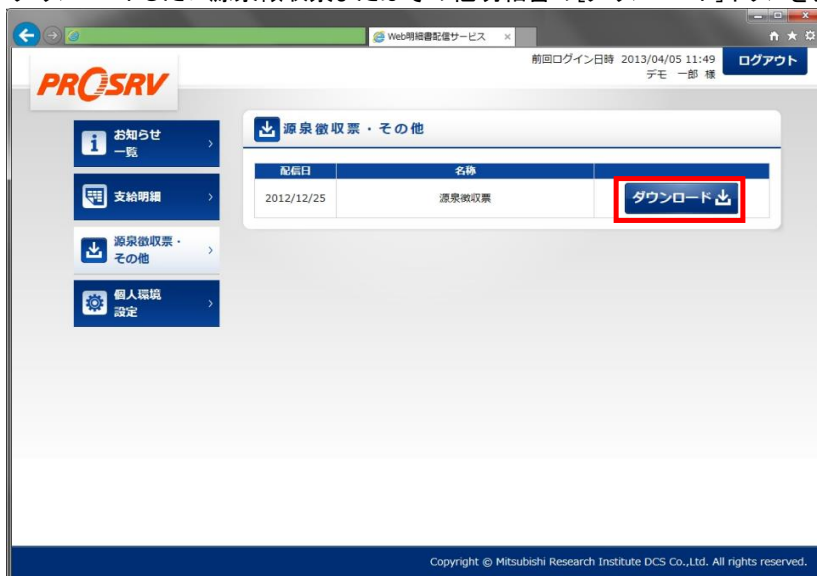 Web明細書配信サービス ×
前回ログイン日時 2013/04/05 11:49
デモ 一郎 様
ログアウト
PROSRV
お知らせ
一覧
支給明細
源泉徴収票・
その他
個人環境
設定
源泉徴収票・その他
配信日 名称
2012/12/25 源泉徴収票 ダウンロード
Copyright © Mitsubishi Research Institute DCS Co.,Ltd. All rights reserved.